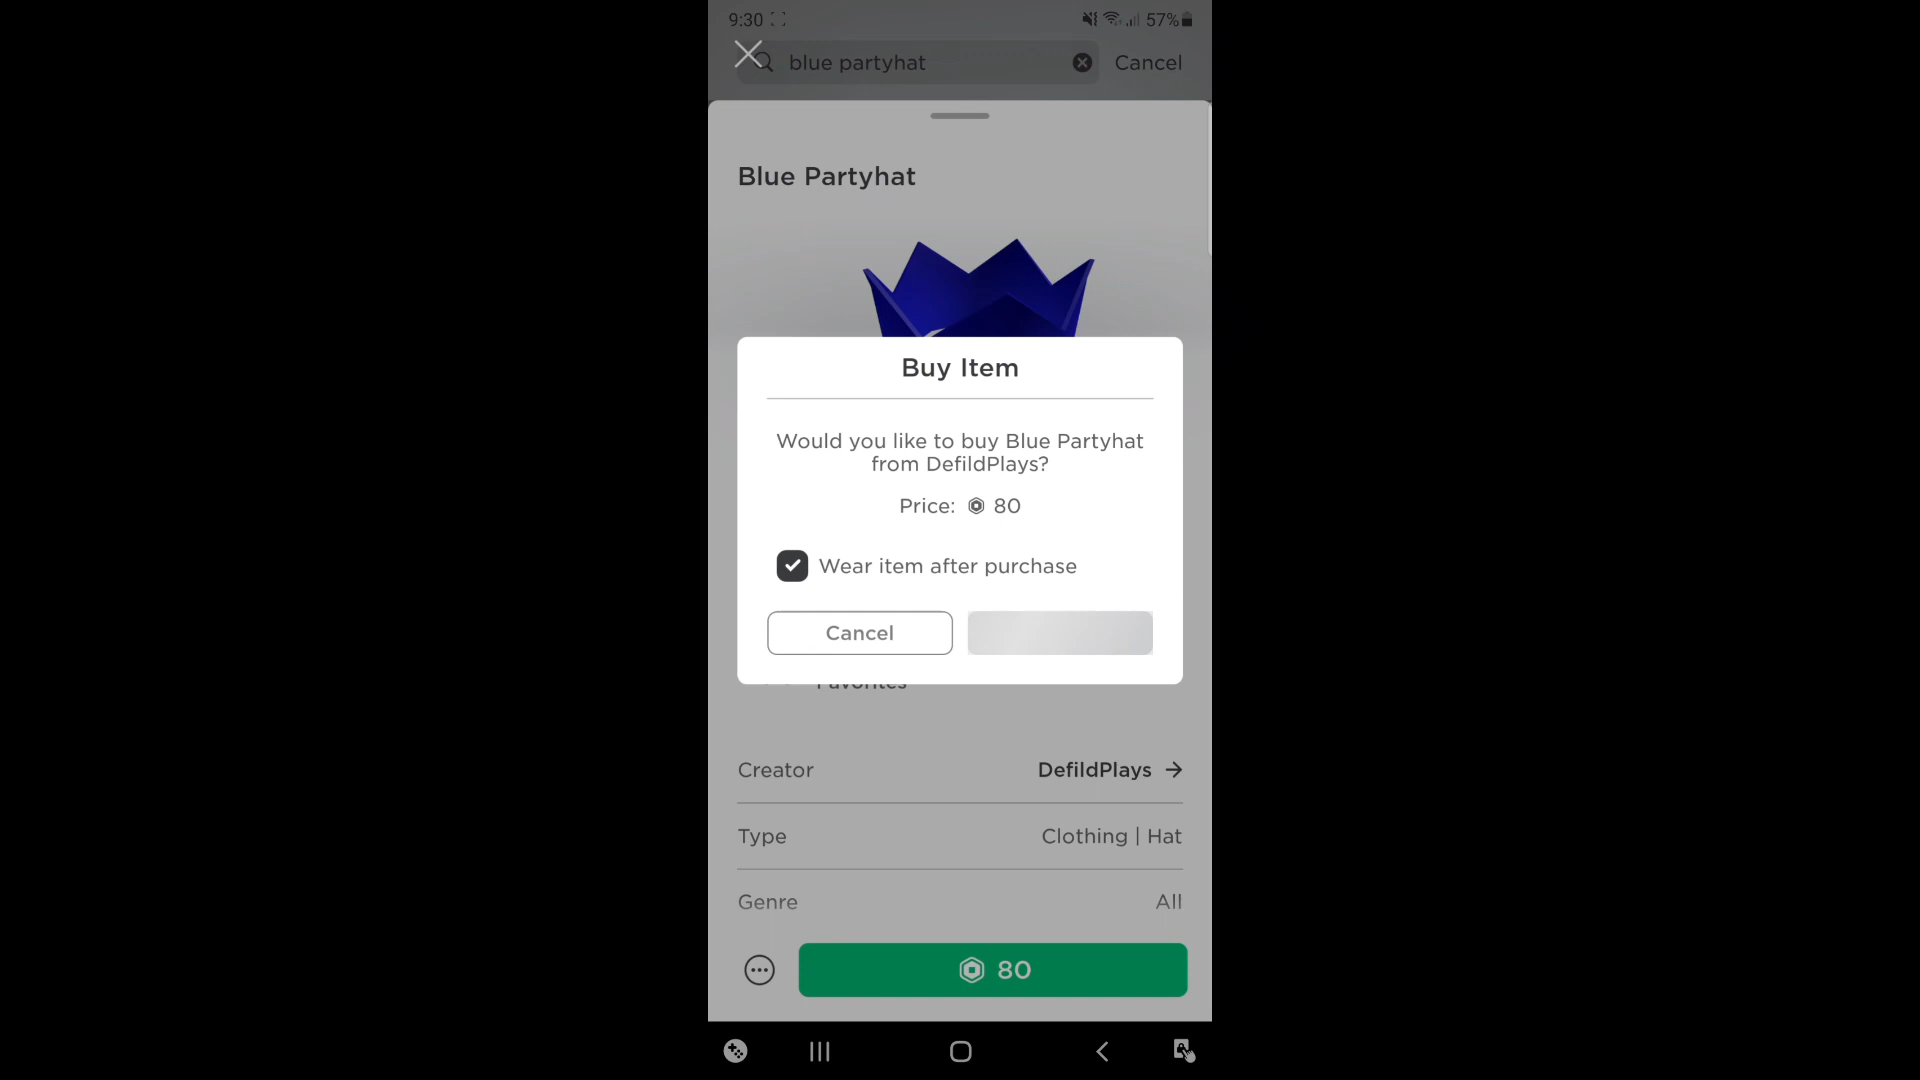 9:30
57%
blue partyhat
Cancel
Blue Partyhat
Buy Item
Would you like to buy Blue Partyhat
from DefildPlays?
Price: 80
Wear item after purchase
Cancel
Favorites
Creator
DefildPlays
Type
Clothing | Hat
Genre
All
80